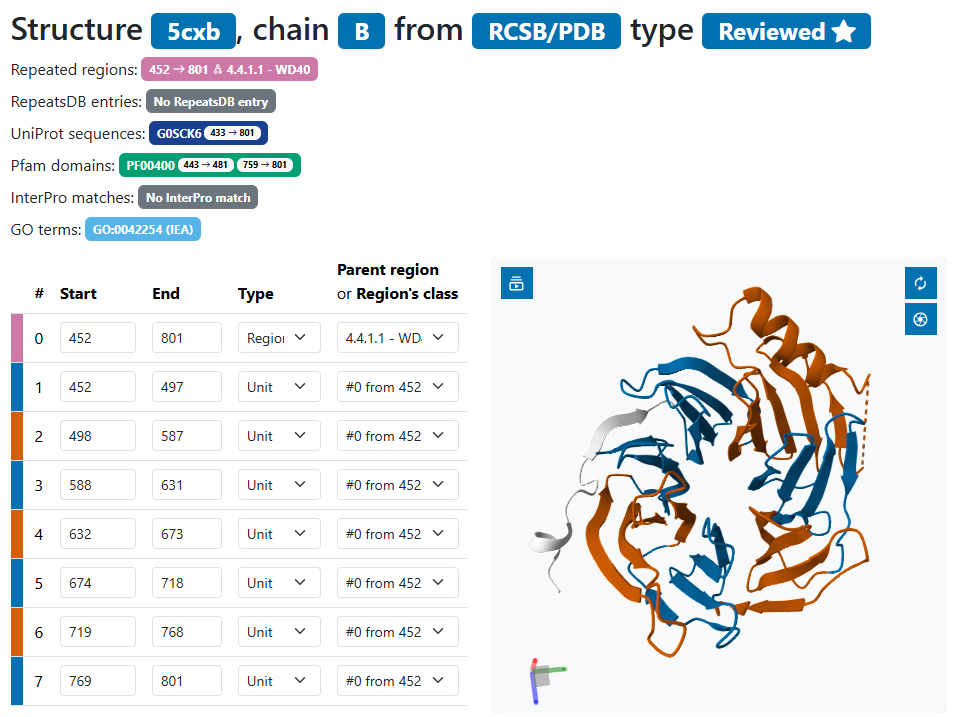 Structure 5cxb, chain B from RCSB/PDB type Reviewed
Repeated regions: 452 → 801 4.4.1.1 - WD40
RepeatsDB entries: No RepeatsDB entry
UniProt sequences: G0SCK6 433 → 801
Pfam domains: PF00400 443 → 481 759 → 801
InterPro matches: No InterPro match
GO terms: GO:0042254 (IEA)
Parent region
# Start End Type or Region's class
0 452 801 Region 4.4.1.1 - WD
1 452 497 Unit #0 from 452
2 498 587 Unit #0 from 452
3 588 631 Unit #0 from 452
4 632 673 Unit #0 from 452
5 674 718 Unit #0 from 452
6 719 768 Unit #0 from 452
7 769 801 Unit #0 from 452